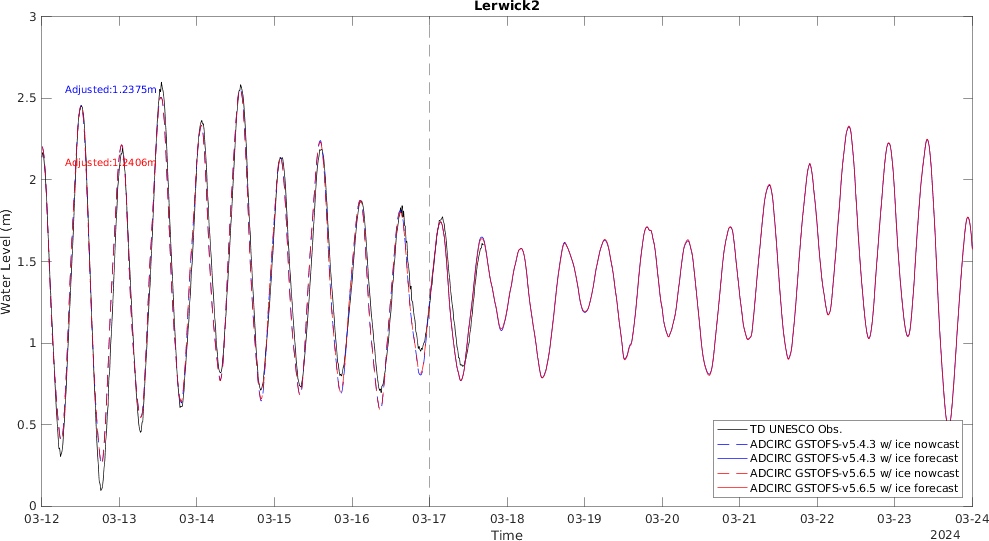 Lerwick2
3
2.5
2
1.5
1
0.5
0
Water Level (m)
Adjusted:1.2375m
Adjusted:1.2406m
TD UNESCO Obs.
ADCIRC GSTOFS-v5.4.3 w/ ice nowcast
ADCIRC GSTOFS-v5.4.3 w/ ice forecast
ADCIRC GSTOFS-v5.6.5 w/ ice nowcast
ADCIRC GSTOFS-v5.6.5 w/ ice forecast
03-12 03-13 03-14 03-15 03-16 03-17 03-18 03-19 03-20 03-21 03-22 03-23 03-24
Time
2024